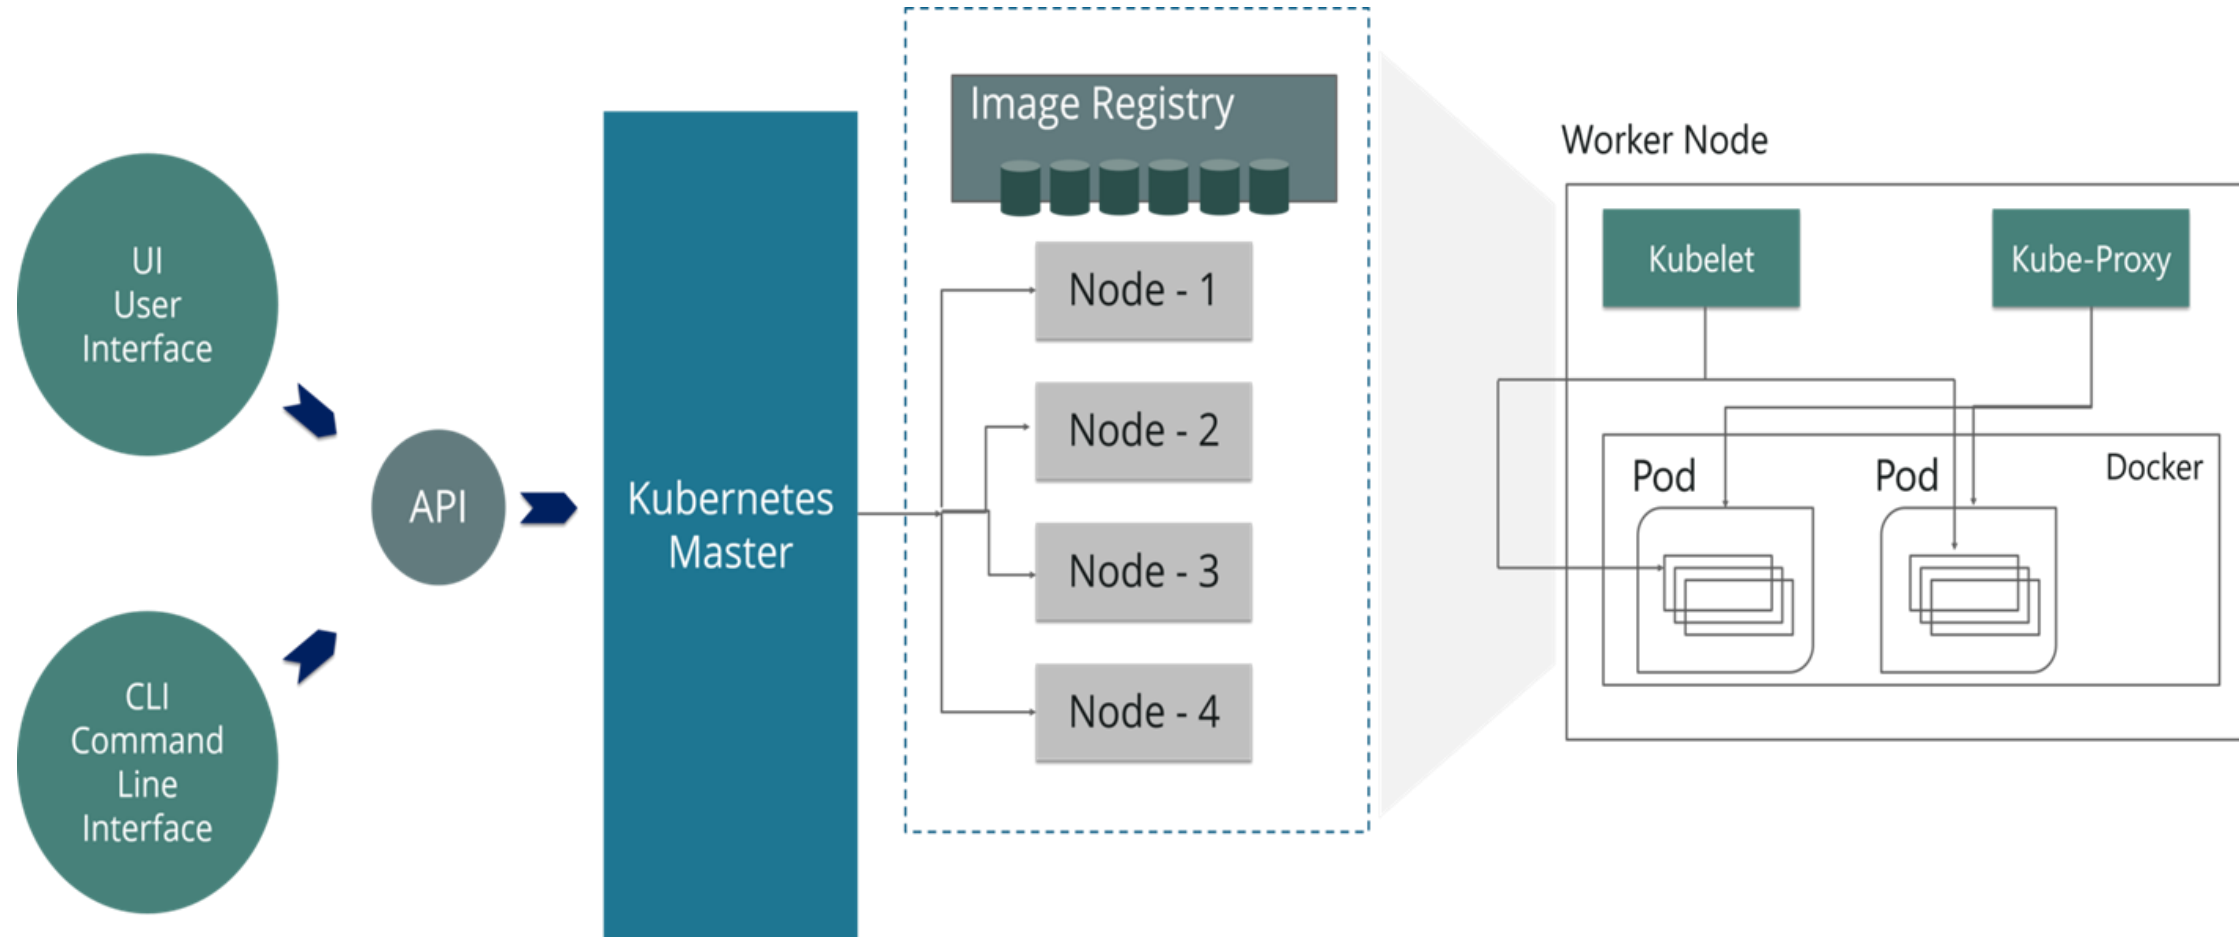 UI
User
Interface
CLI
Command
Line
Interface
API
Kubernetes
Master
Image Registry
Node - 1
Node - 2
Node - 3
Node - 4
Worker Node
Kubelet
Kube-Proxy
Pod
Pod
Docker